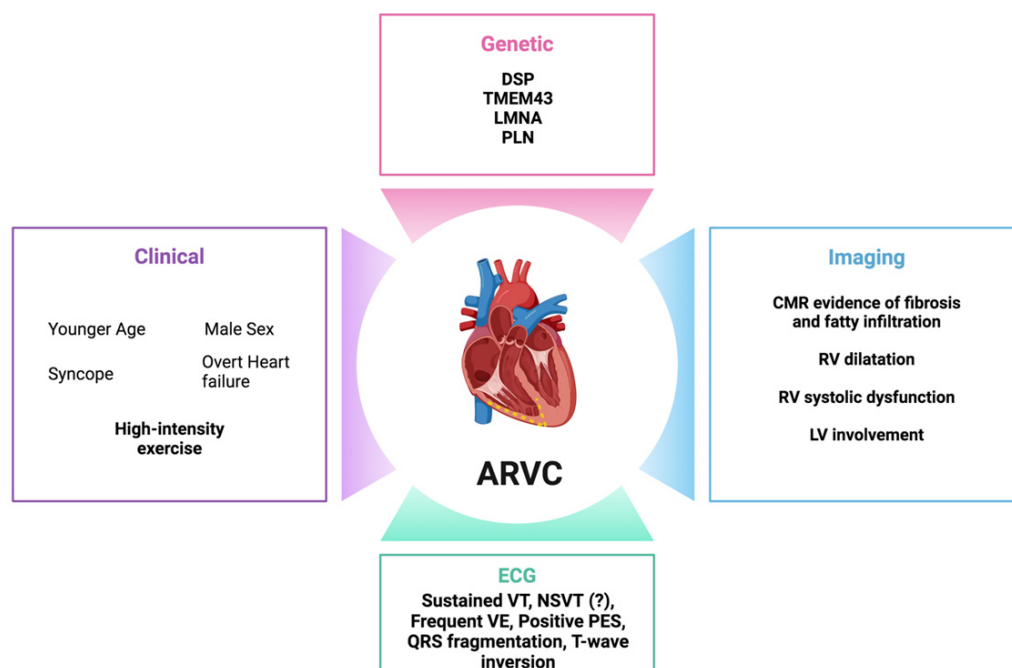 Genetic
DSP
TMEM43
LMNA
PLN
Clinical
Younger Age
Male Sex
Syncope
Overt Heart
failure
High-intensity
exercise
Imaging
CMR evidence of fibrosis
and fatty infiltration
RV dilatation
RV systolic dysfunction
LV involvement
ARVC
ECG
Sustained VT, NSVT (?),
Frequent VE, Positive PES,
QRS fragmentation, T-wave
inversion